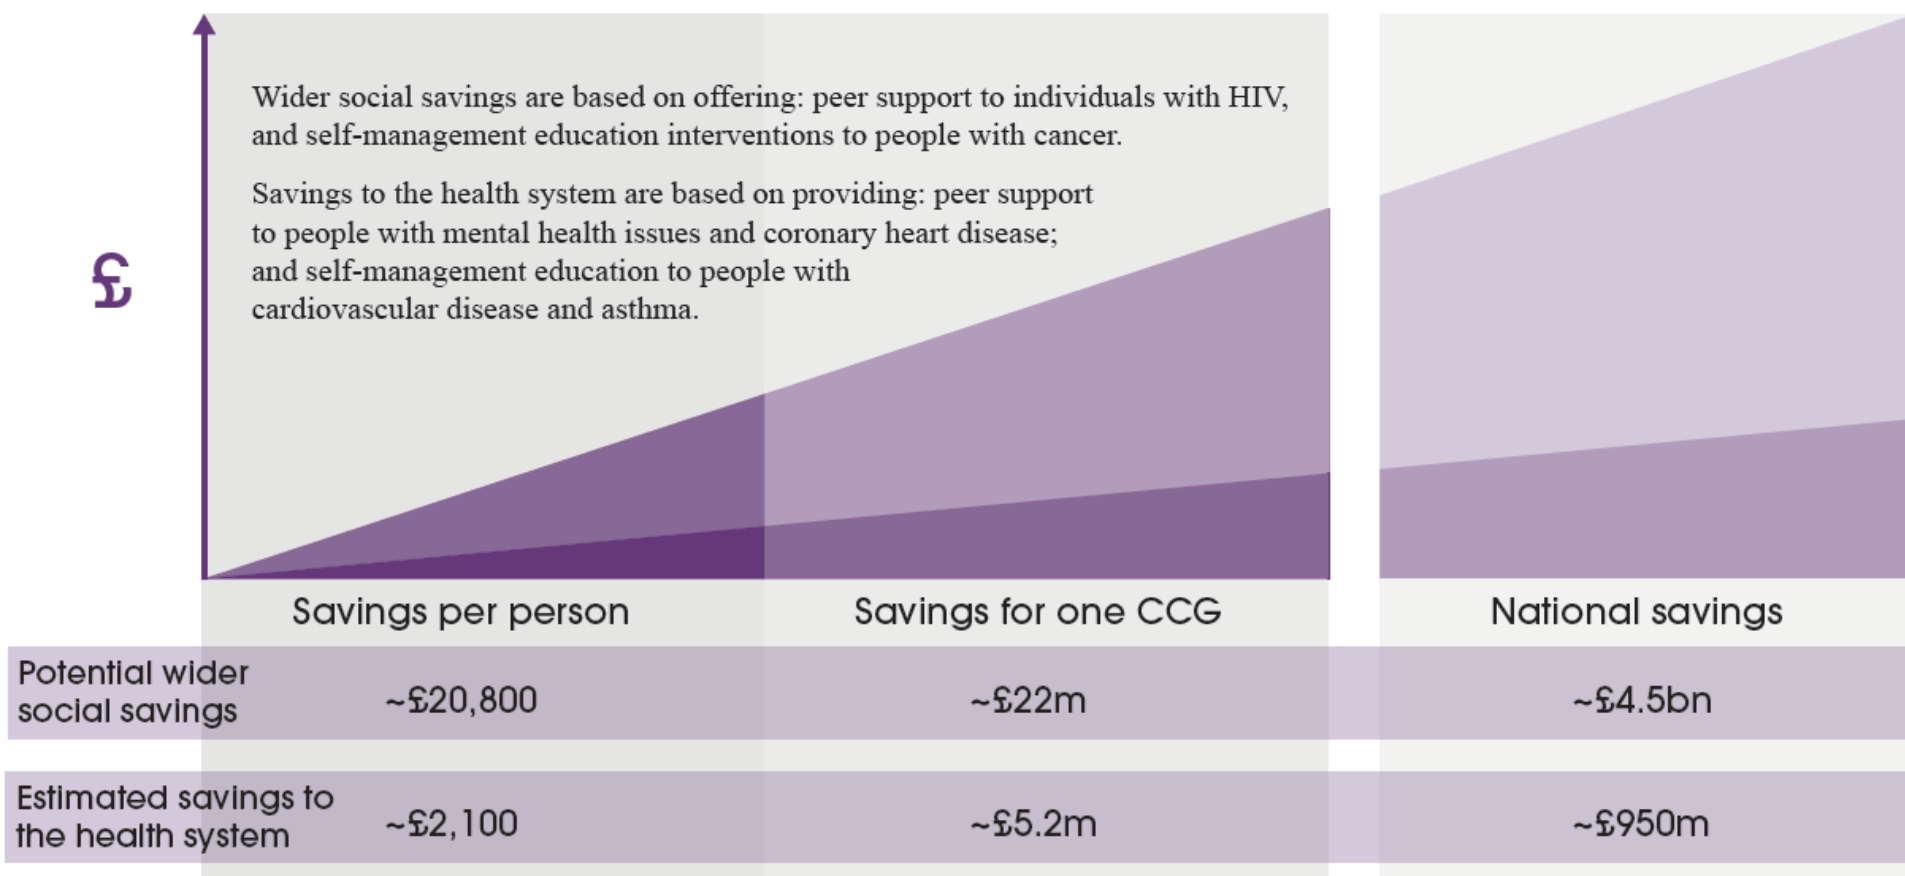 Wider social savings are based on offering: peer support to individuals with HIV,
and self-management education interventions to people with cancer.
Savings to the health system are based on providing: peer support
to people with mental health issues and coronary heart disease;
and self-management education to people with
cardiovascular disease and asthma.
£
Savings per person
Savings for one CCG
National savings
Potential wider
social savings
~£20,800
~£22m
~£4.5bn
Estimated savings to
the health system
~£2,100
~£5.2m
~£950m